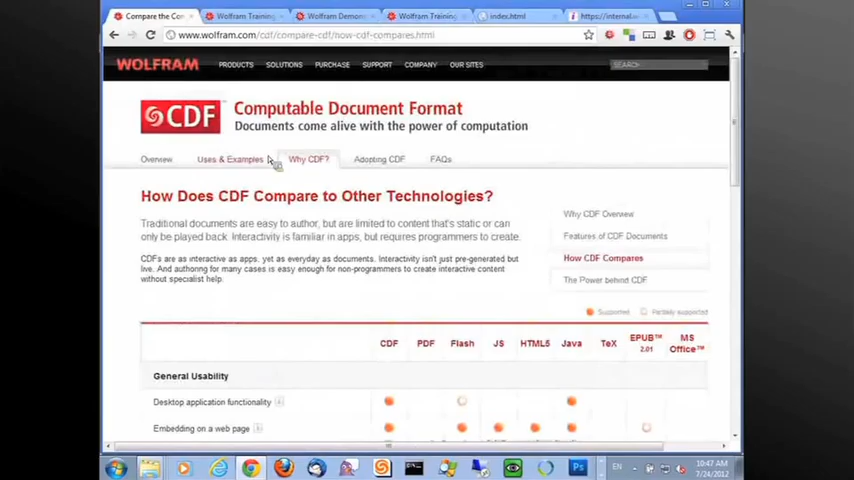 Compare the Con
Wolfram Training
Wolfram Demons
Wolfram Training
index.html
https://internal.w
www.wolfram.com/cdf/compare-cdf/how-cdf-compares.html
WOLFRAM
PRODUCTS
SOLUTIONS
PURCHASE
SUPPORT
COMPANY
OUR SITES
SEARCH
CDF
Computable Document Format
Documents come alive with the power of computation
Overview
Uses & Examples
Why CDF?
Adopting CDF
FAQs
How Does CDF Compare to Other Technologies?
Traditional documents are easy to author, but are limited to content that's static or can
only be played back. Interactivity is familiar in apps, but requires programmers to create.
CDFs are as interactive as apps, yet as everyday as documents. Interactivity isn't just pre-generated but
live. And authoring for many cases is easy enough for non-programmers to create interactive content
without specialist help.
Why CDF Overview
Features of CDF Documents
How CDF Compares
The Power behind CDF
Supported
Partially supported
CDF
PDF
Flash
JS
HTML5
Java
TeX
EPUB™
2.01
MS
Office™
General Usability
Desktop application functionality
Embedding on a web page
EN
10:47 AM
7/24/2012
Ps